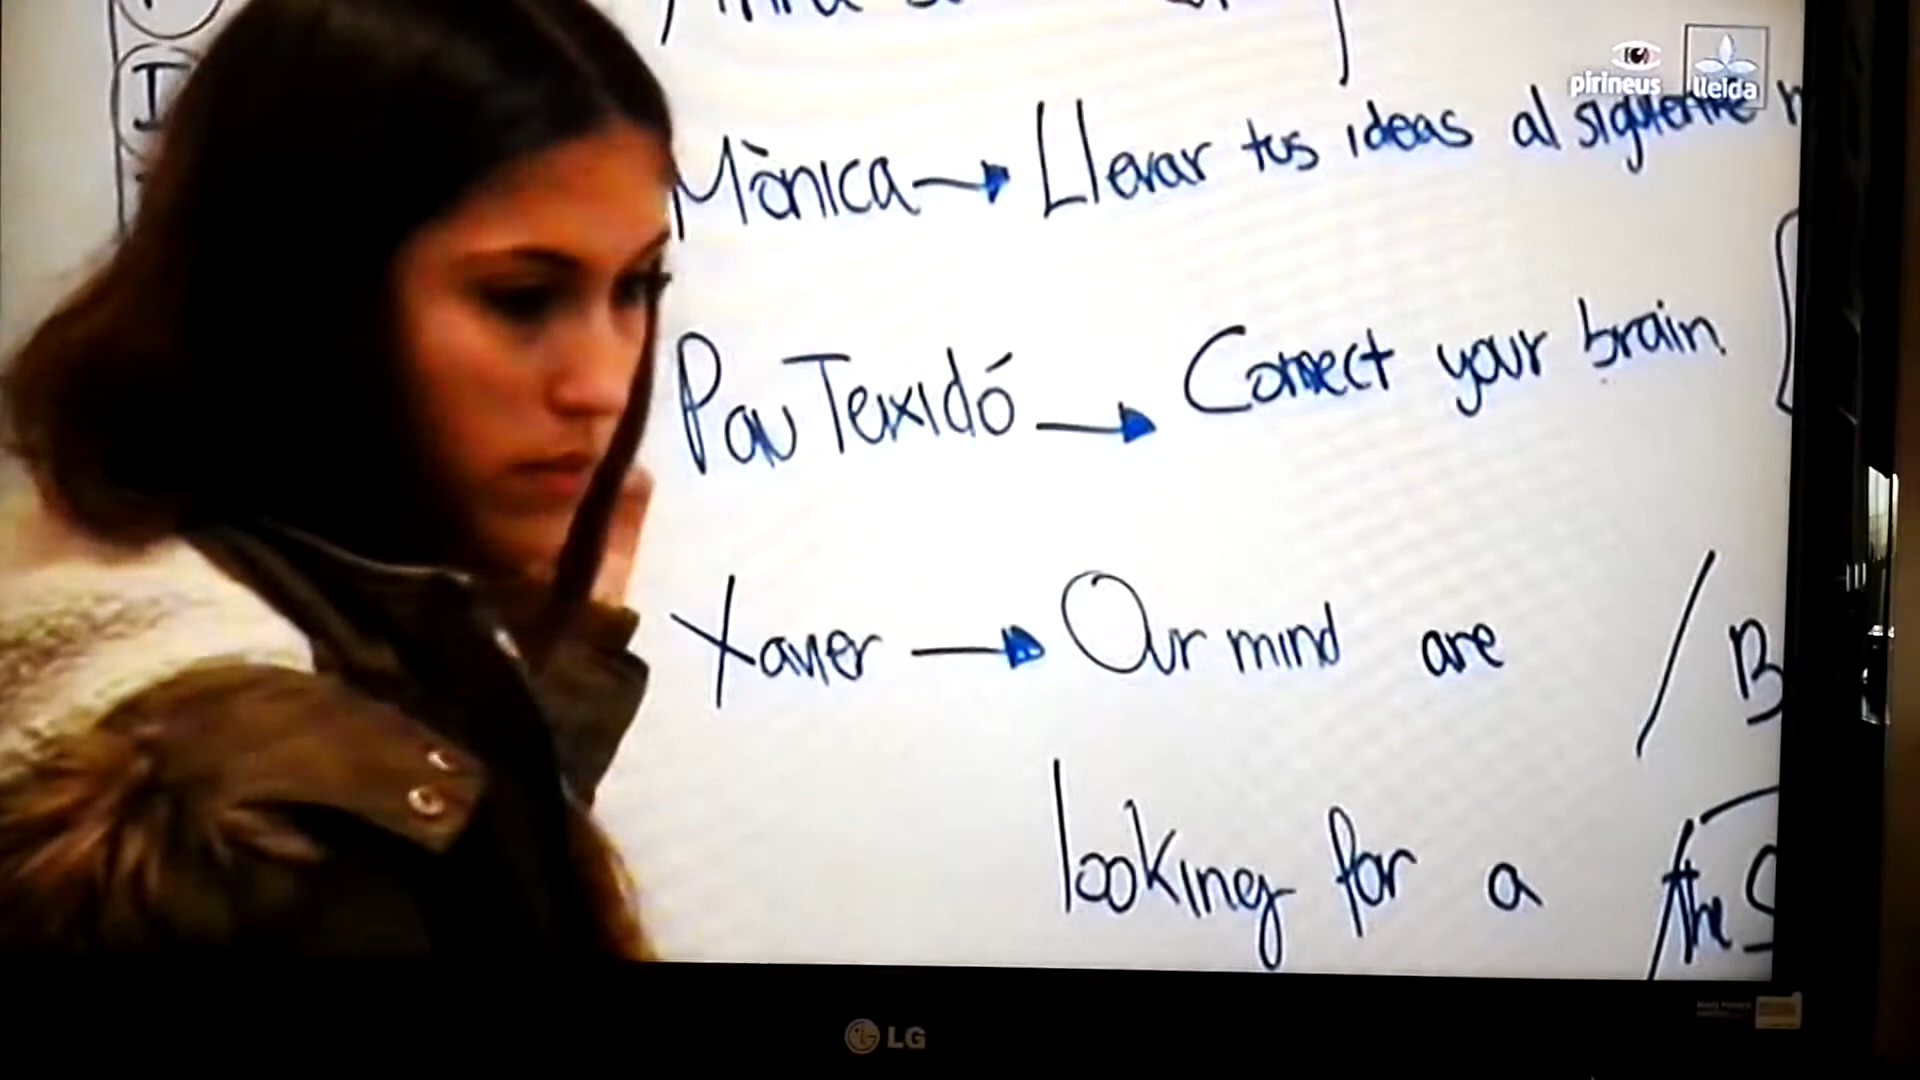 pirineus lleida
I
Mònica → Llevar tus ideas al siguiente
Pau Teixidó → Connect your brain.
Xavier → Our mind are / B
looking for a / the S
LG